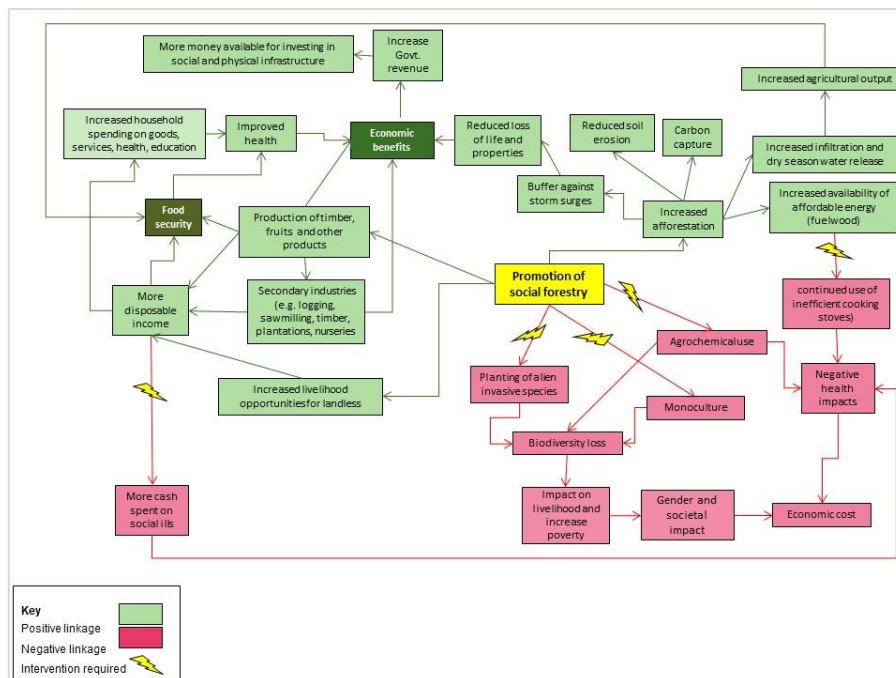 More money available for investing in
social and physical infrastructure
Increase
Govt.
revenue
Increased agricultural output
Increased household
spending on goods,
services, health, education
Improved
health
Economic
benefits
Reduced loss
of life and
properties
Reduced soil
erosion
Carbon
capture
Increased infiltration and
dry season water release
Buffer against
storm surges
Increased availability of
affordable energy
(fuelwood)
Food
security
Production of timber,
fruits and other
products
Increased
afforestation
More
disposable
income
Secondary industries
(e.g. logging,
sawmilling, timber,
plantations, nurseries
Promotion of
social forestry
continued use of
inefficient cooking
stoves)
Agrochemical use
Increased livelihood
opportunities for landless
Planting of alien
invasive species
Monoculture
Negative
health
impacts
Biodiversity loss
More cash
spent on
social ills
Impact on
livelihood and
increase
poverty
Gender and
societal
impact
Economic cost
Key
Positive linkage
Negative linkage
Intervention required